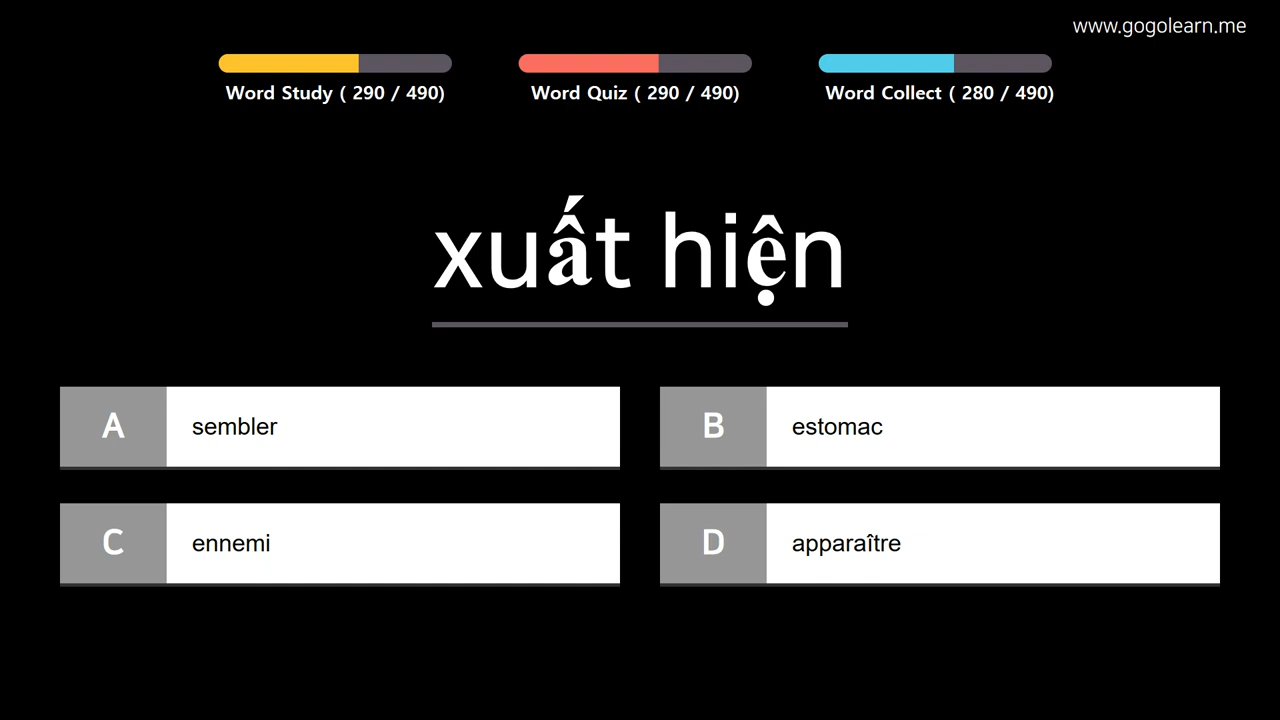 www.gogolearn.me
Word Study ( 290 / 490)
Word Quiz ( 290 / 490)
Word Collect ( 280 / 490)
xuất hiện
A sembler
B estomac
C ennemi
D apparaître